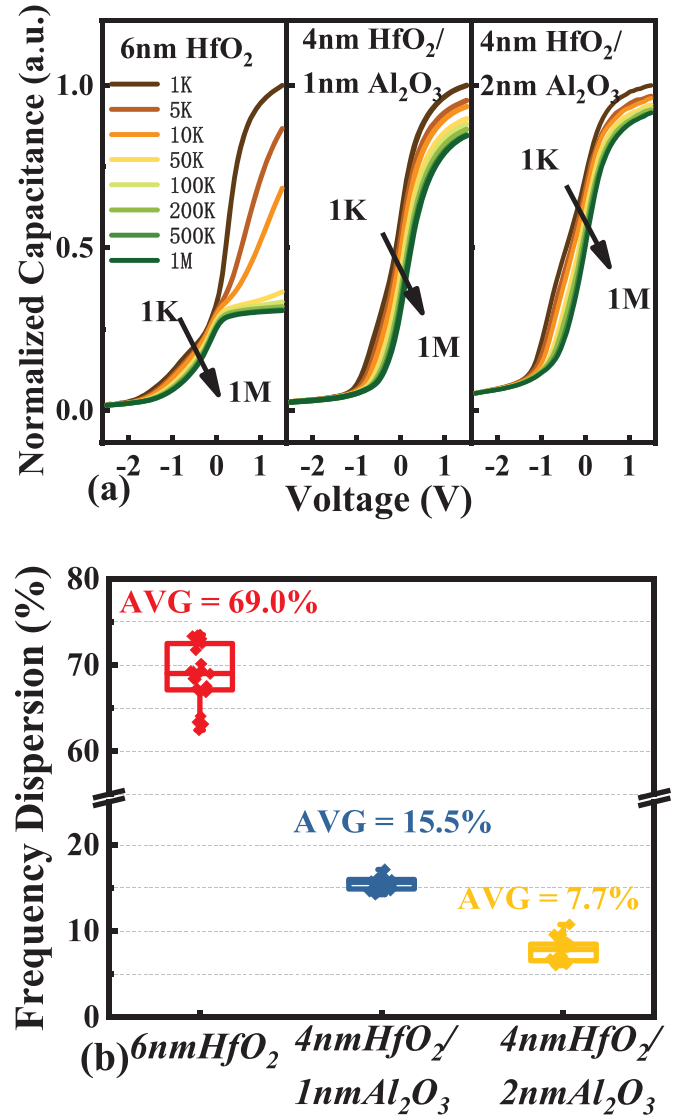 Normalized Capacitance (a.u.)
6nm HfO₂
4nm HfO₂/
1nm Al₂O₃
4nm HfO₂/
2nm Al₂O₃
1.0
0.5
0.0
1K
5K
10K
50K
100K
200K
500K
1M
1K
1M
1K
1M
1K
1M
-2 -1 0 1
-2 -1 0 1
-2 -1 0 1
(a)
Voltage (V)
Frequency Dispersion (%)
80
70
60
20
10
0
AVG = 69.0%
AVG = 15.5%
AVG = 7.7%
(b)
6nmHfO₂
4nmHfO₂/
1nmAl₂O₃
4nmHfO₂/
2nmAl₂O₃